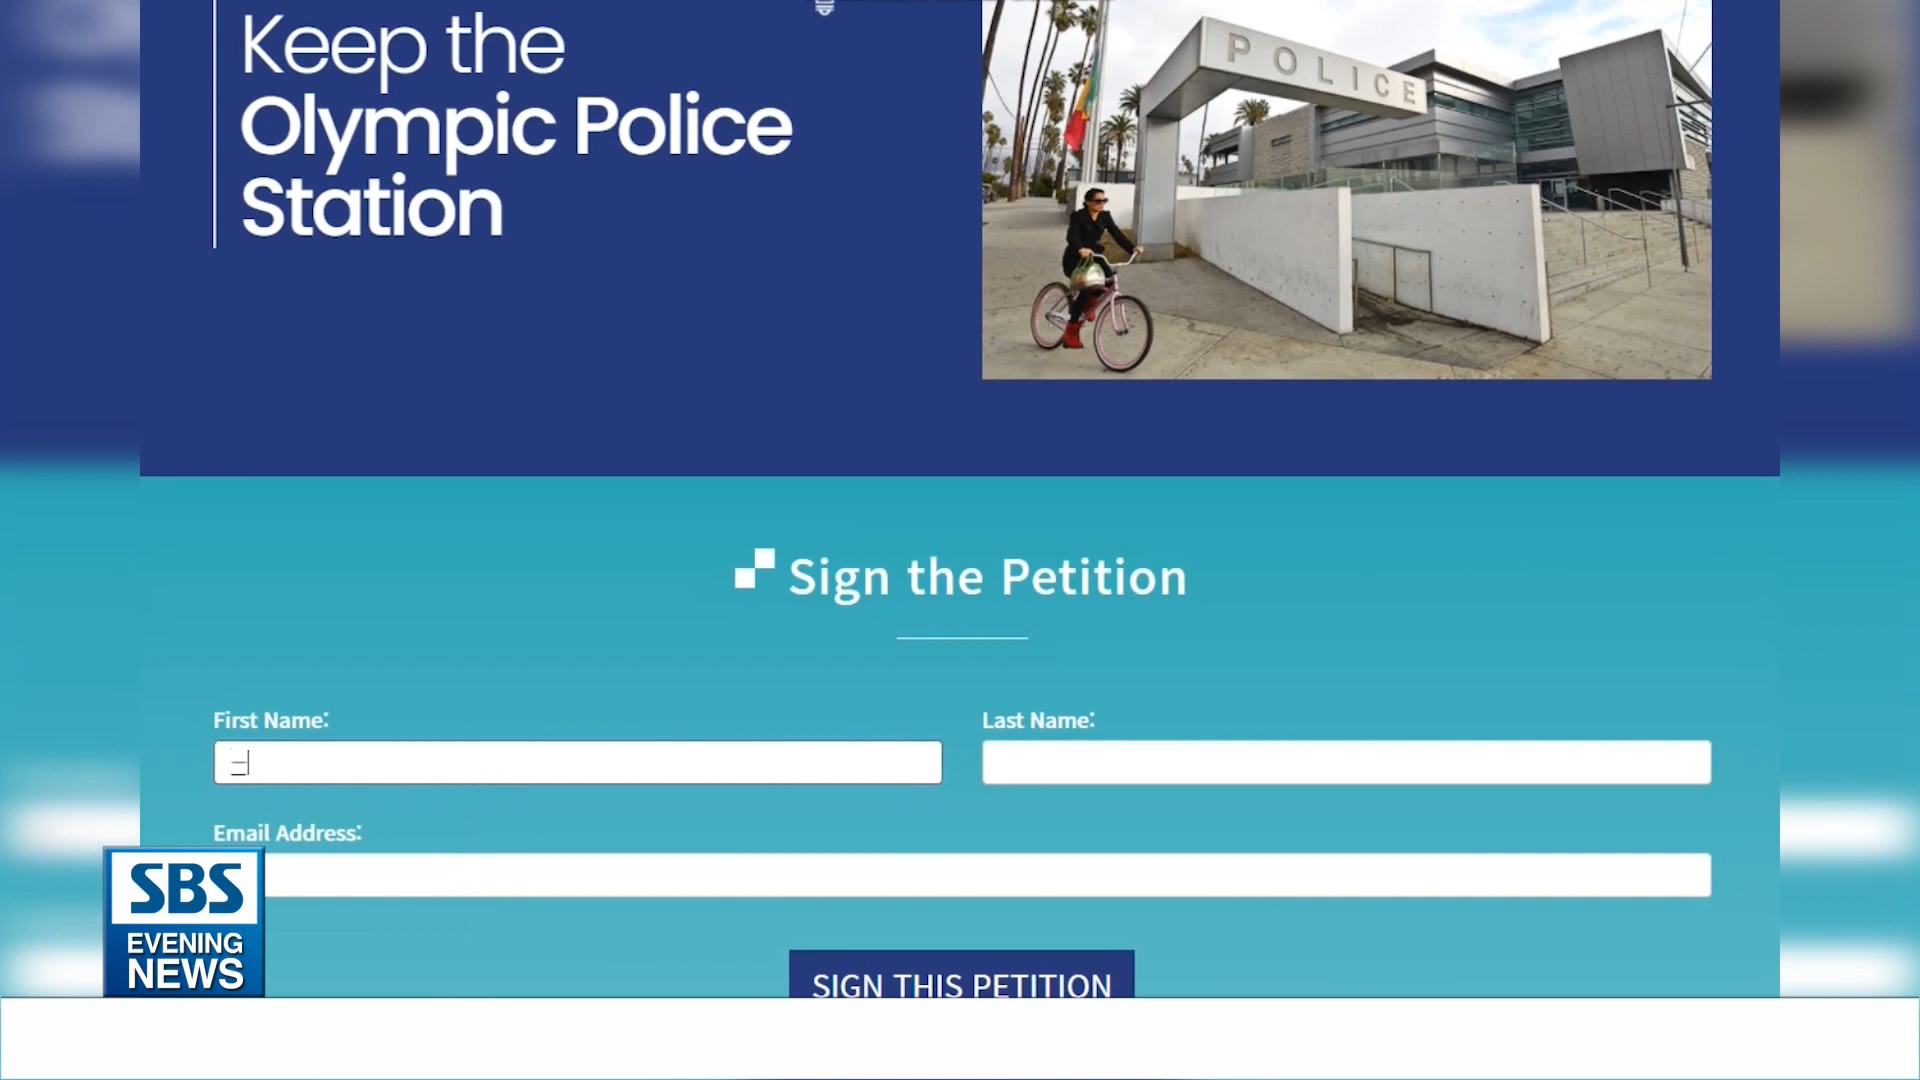 Keep the
Olympic Police
Station
POLICE
Sign the Petition
First Name:
Last Name:
Email Address:
SIGN THIS PETITION
SBS
EVENING
NEWS